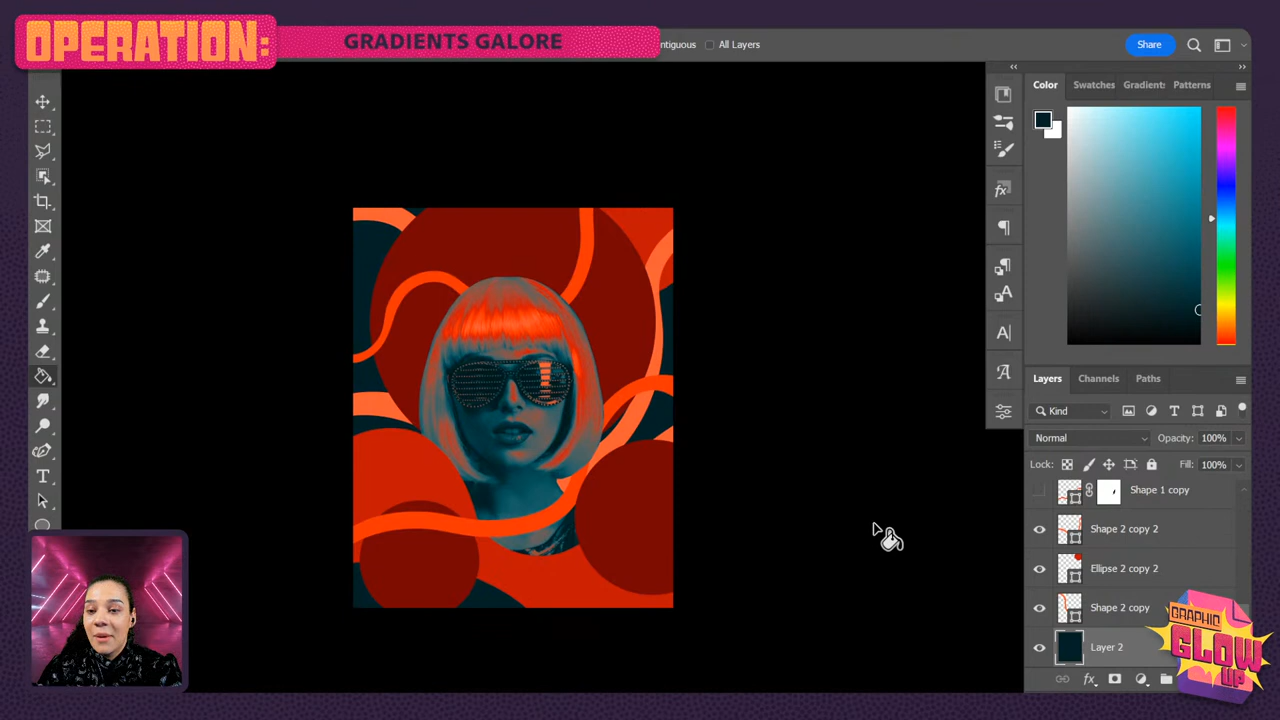 OPERATION:
GRADIENTS GALORE
ntiguous
All Layers
Share
Color
Swatches
Gradient:
Patterns
Layers
Channels
Paths
Kind
Normal
Opacity:
100%
Lock:
Fill:
100%
Shape 1 copy
Shape 2 copy 2
Ellipse 2 copy 2
Shape 2 copy
Layer 2
GRAPHIC
GLOW
UP